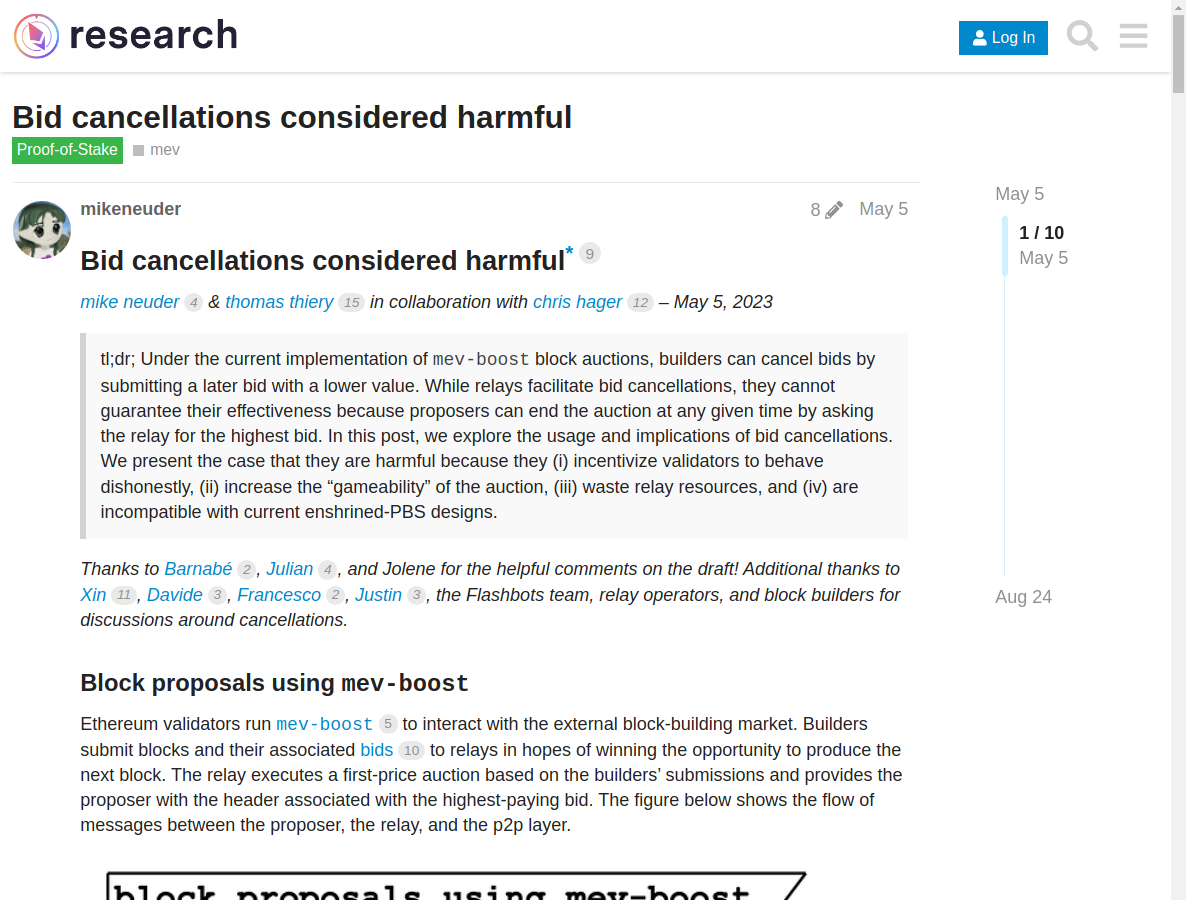 research
Log In
Bid cancellations considered harmful
Proof-of-Stake mev
mikeneuder 8 May 5
Bid cancellations considered harmful* 9
mike neuder 4 & thomas thiery 15 in collaboration with chris hager 12 – May 5, 2023
tl;dr; Under the current implementation of mev-boost block auctions, builders can cancel bids by
submitting a later bid with a lower value. While relays facilitate bid cancellations, they cannot
guarantee their effectiveness because proposers can end the auction at any given time by asking
the relay for the highest bid. In this post, we explore the usage and implications of bid cancellations.
We present the case that they are harmful because they (i) incentivize validators to behave
dishonestly, (ii) increase the “gameability” of the auction, (iii) waste relay resources, and (iv) are
incompatible with current enshrined-PBS designs.
Thanks to Barnabé 2, Julian 4, and Jolene for the helpful comments on the draft! Additional thanks to
Xin 11, Davide 3, Francesco 2, Justin 3, the Flashbots team, relay operators, and block builders for
discussions around cancellations.
Block proposals using mev-boost
Ethereum validators run mev-boost 5 to interact with the external block-building market. Builders
submit blocks and their associated bids 10 to relays in hopes of winning the opportunity to produce the
next block. The relay executes a first-price auction based on the builders’ submissions and provides the
proposer with the header associated with the highest-paying bid. The figure below shows the flow of
messages between the proposer, the relay, and the p2p layer.
block proposals using mev-boost
May 5
1 / 10
May 5
Aug 24